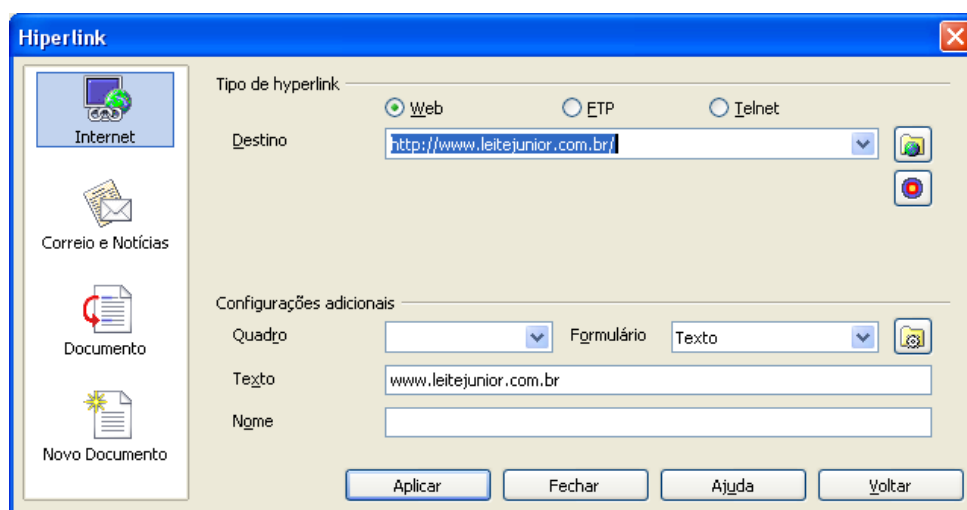 Hiperlink
Internet
Correio e Notícias
Documento
Novo Documento
Tipo de hyperlink
Web FTP Telnet
Destino http://www.leitejunior.com.br/
Configurações adicionais
Quadro Formulário Texto
Texto www.leitejunior.com.br
Nome
Aplicar Fechar Ajuda Voltar